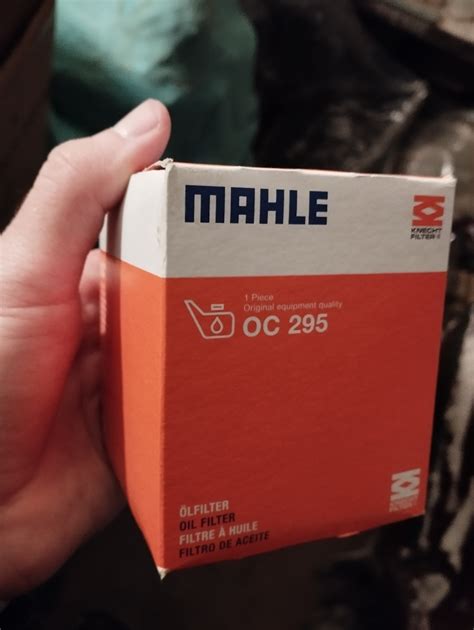 MAHLE
KNECHT
FILTER
1 Piece
Original equipment quality
OC 295
ÖLFILTER
OIL FILTER
FILTRE À HUILE
FILTRO DE ACEITE